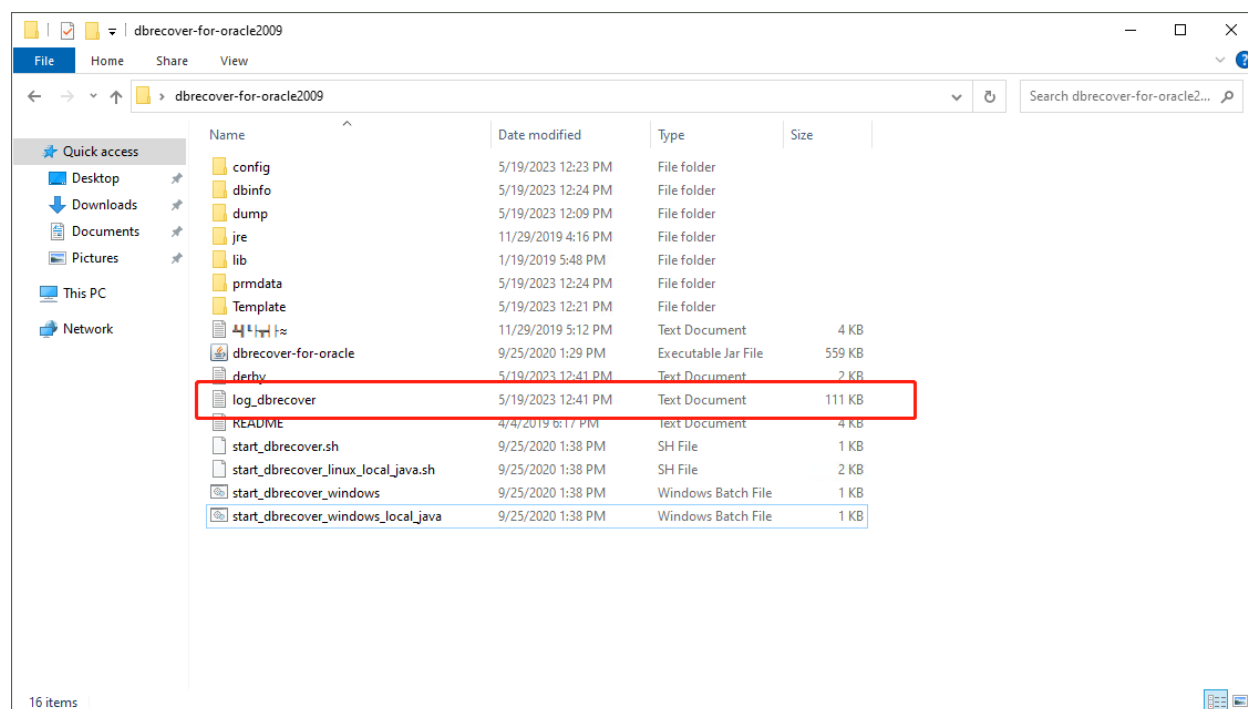 dbrecover-for-oracle2009
File Home Share View
dbrecover-for-oracle2009
Search dbrecover-for-oracle2...
Name Date modified Type Size
Quick access
Desktop
Downloads
Documents
Pictures
This PC
Network
config 5/19/2023 12:23 PM File folder
dbinfo 5/19/2023 12:24 PM File folder
dump 5/19/2023 12:09 PM File folder
jre 11/29/2019 4:16 PM File folder
lib 1/19/2019 5:48 PM File folder
prmdata 5/19/2023 12:24 PM File folder
Template 5/19/2023 12:21 PM File folder
11/29/2019 5:12 PM Text Document 4 KB
dbrecover-for-oracle 9/25/2020 1:29 PM Executable Jar File 559 KB
derby 5/19/2023 12:41 PM Text Document 2 KB
log_dbrecover 5/19/2023 12:41 PM Text Document 111 KB
README 4/4/2019 6:17 PM Text Document 4 KB
start_dbrecover.sh 9/25/2020 1:38 PM SH File 1 KB
start_dbrecover_linux_local_java.sh 9/25/2020 1:38 PM SH File 2 KB
start_dbrecover_windows 9/25/2020 1:38 PM Windows Batch File 1 KB
start_dbrecover_windows_local_java 9/25/2020 1:38 PM Windows Batch File 1 KB
16 items